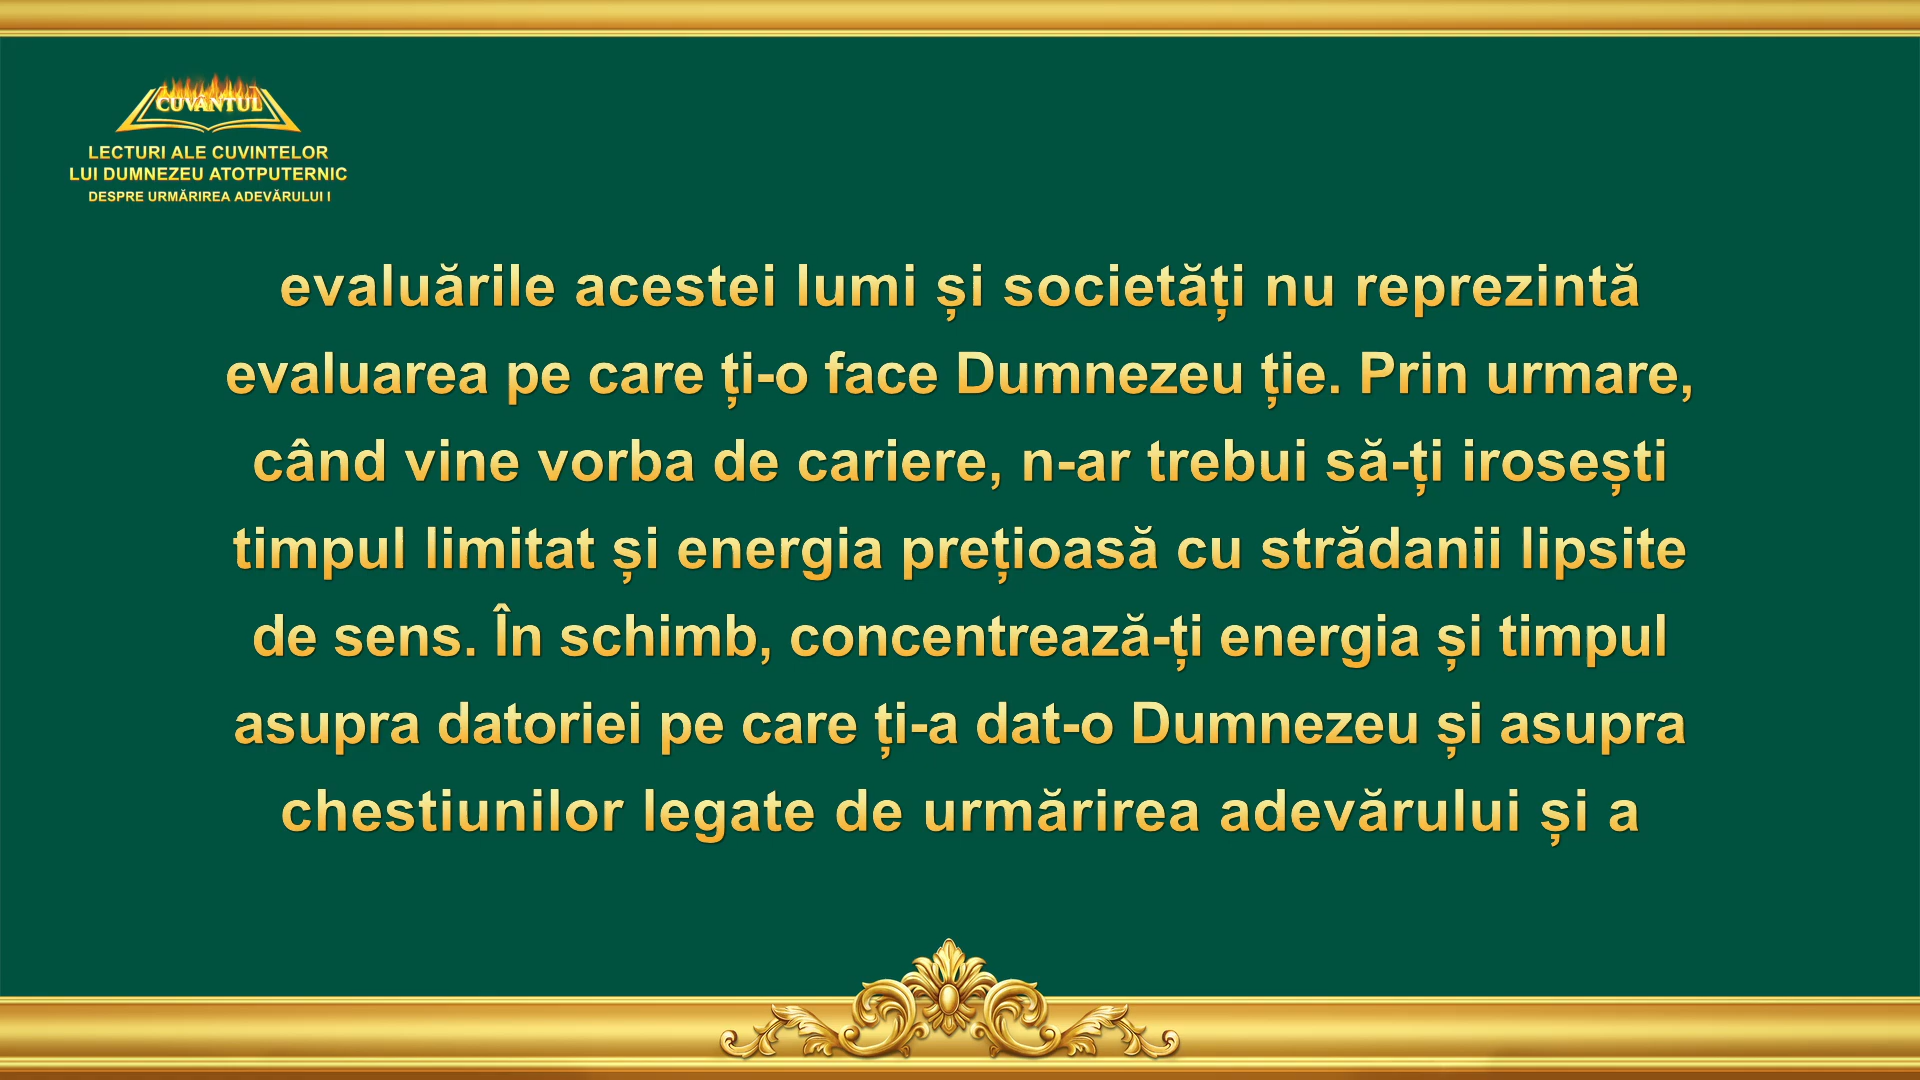 CUVÂNTUL
LECTURI ALE CUVINTELOR
LUI DUMNEZEU ATOTPUTERNIC
DESPRE URMĂRIREA ADEVĂRULUI I
evaluările acestei lumi și societăți nu reprezintă
evaluarea pe care ți-o face Dumnezeu ție. Prin urmare,
când vine vorba de cariere, n-ar trebui să-ți irosești
timpul limitat și energia prețioasă cu strădanii lipsite
de sens. În schimb, concentrează-ți energia și timpul
asupra datoriei pe care ți-a dat-o Dumnezeu și asupra
chestiunilor legate de urmărirea adevărului și a